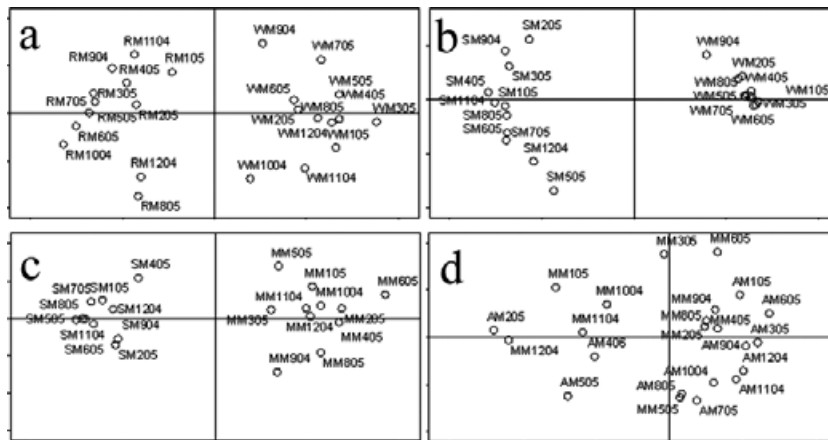 a
RM1104
RM904
RM105
RM405
RM305
RM705
RM505
RM205
RM605
RM1004
RM1204
RM805
WM904
WM705
WM505
WM605
WM405
WM805
WM305
WM205
WM1204
WM105
WM1004
WM1104
b
SM205
SM904
SM305
SM405
SM105
SM1104
SM805
SM605
SM705
SM1204
SM505
WM904
WM205
WM805
WM405
WM105
WM505
WM305
WM705
WM605
c
SM405
SM705
SM105
SM805
SM1204
SM505
SM904
SM1104
SM605
SM205
MM505
MM105
MM605
MM1004
MM1104
MM305
MM205
MM1204
MM405
MM904
MM805
d
MM305
MM605
MM105
AM105
MM1004
MM904
AM605
AM205
MM1104
MM805
MM405
MM205
AM305
MM1204
AM406
AM904
AM1204
AM1004
AM505
AM805
AM1104
MM505
AM705